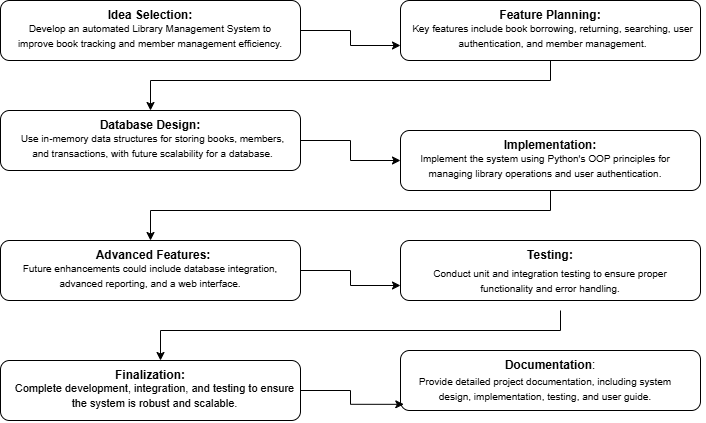 Idea Selection:
Develop an automated Library Management System to
improve book tracking and member management efficiency.
Feature Planning:
Key features include book borrowing, returning, searching, user
authentication, and member management.
Database Design:
Use in-memory data structures for storing books, members,
and transactions, with future scalability for a database.
Implementation:
Implement the system using Python's OOP principles for
managing library operations and user authentication.
Advanced Features:
Future enhancements could include database integration,
advanced reporting, and a web interface.
Testing:
Conduct unit and integration testing to ensure proper
functionality and error handling.
Finalization:
Complete development, integration, and testing to ensure
the system is robust and scalable.
Documentation:
Provide detailed project documentation, including system
design, implementation, testing, and user guide.